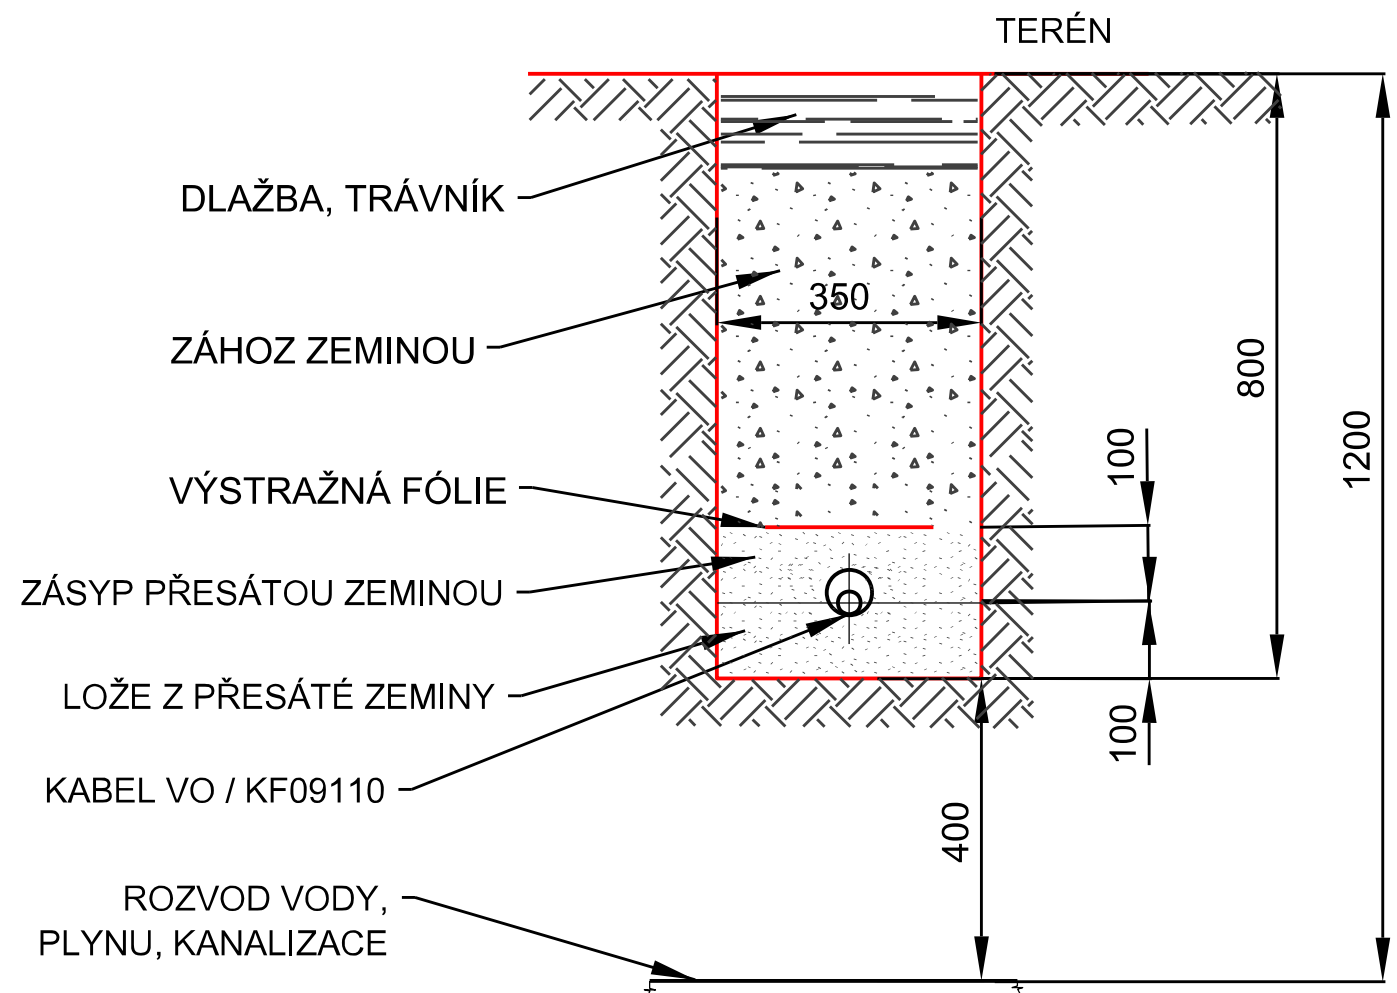 TERÉN
DLAŽBA, TRÁVNÍK
350
ZÁHOZ ZEMINOU
800
1200
100
VÝSTRAŽNÁ FÓLIE
ZÁSYP PŘESÁTOU ZEMINOU
LOŽE Z PŘESÁTÉ ZEMINY
100
KABEL VO / KF09110
400
ROZVOD VODY,
PLYNU, KANALIZACE